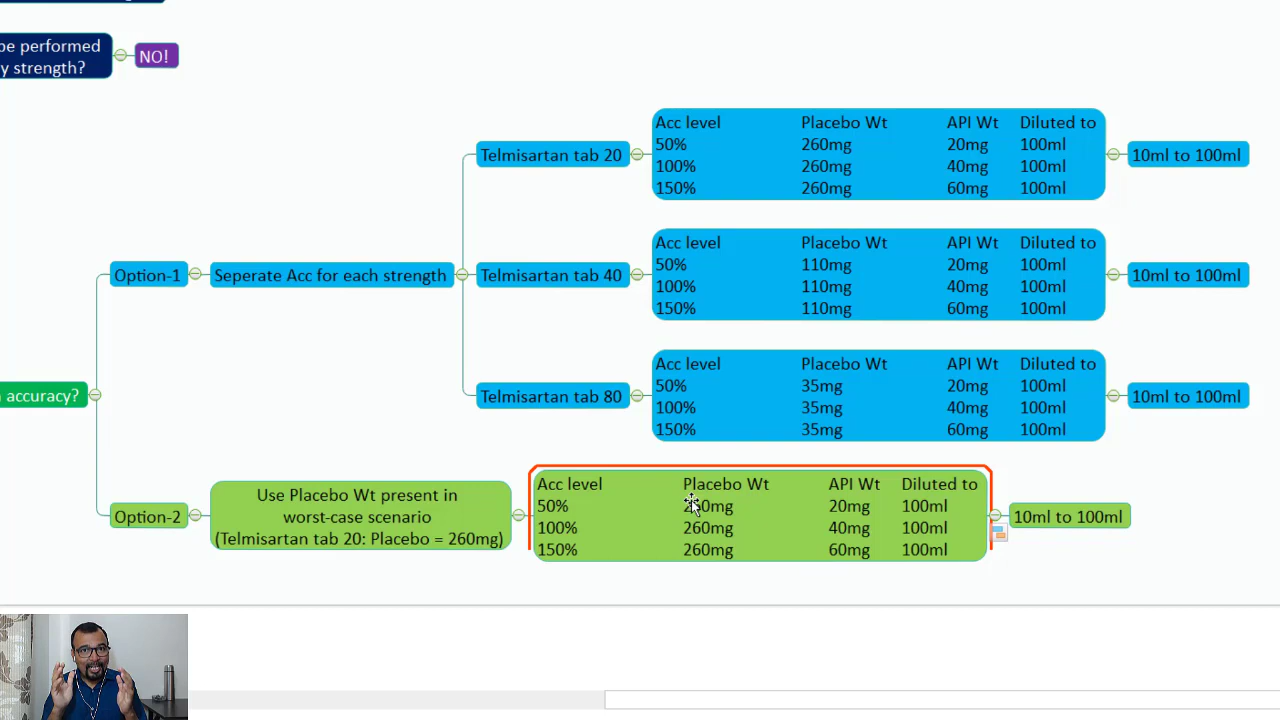 be performed
y strength?
NO!
accuracy?
Option-1
Seperate Acc for each strength
Telmisartan tab 20
Acc level Placebo Wt API Wt Diluted to
50% 260mg 20mg 100ml
100% 260mg 40mg 100ml
150% 260mg 60mg 100ml
10ml to 100ml
Telmisartan tab 40
Acc level Placebo Wt API Wt Diluted to
50% 110mg 20mg 100ml
100% 110mg 40mg 100ml
150% 110mg 60mg 100ml
10ml to 100ml
Telmisartan tab 80
Acc level Placebo Wt API Wt Diluted to
50% 35mg 20mg 100ml
100% 35mg 40mg 100ml
150% 35mg 60mg 100ml
10ml to 100ml
Option-2
Use Placebo Wt present in
worst-case scenario
(Telmisartan tab 20: Placebo = 260mg)
Acc level Placebo Wt API Wt Diluted to
50% 260mg 20mg 100ml
100% 260mg 40mg 100ml
150% 260mg 60mg 100ml
10ml to 100ml